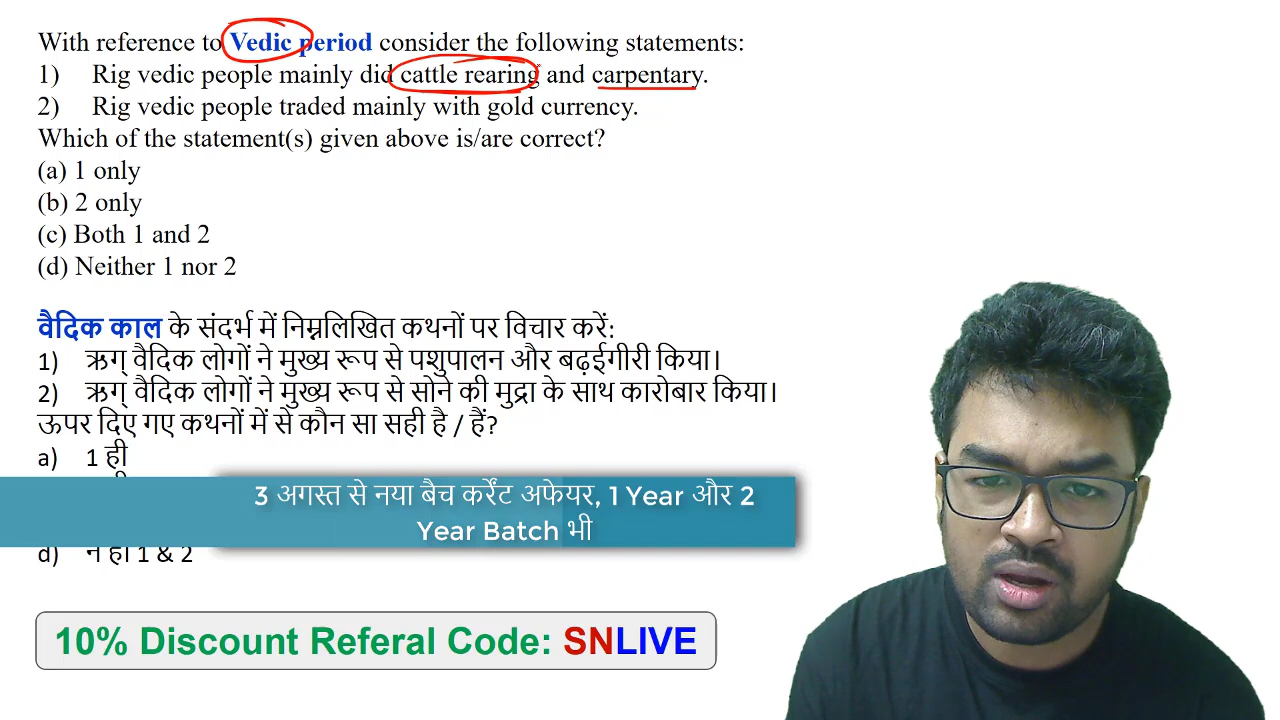 With reference to Vedic period consider the following statements:
1) Rig vedic people mainly did cattle rearing and carpentary.
2) Rig vedic people traded mainly with gold currency.
Which of the statement(s) given above is/are correct?
(a) 1 only
(b) 2 only
(c) Both 1 and 2
(d) Neither 1 nor 2
वैदिक काल के संदर्भ में निम्नलिखित कथनों पर विचार करें:
1) ऋग् वैदिक लोगों ने मुख्य रूप से पशुपालन और बढ़ईगीरी किया।
2) ऋग् वैदिक लोगों ने मुख्य रूप से सोने की मुद्रा के साथ कारोबार किया।
ऊपर दिए गए कथनों में से कौन सा सही है / हैं?
a) 1 ही
3 अगस्त से नया बैच कर्रेंट अफेयर, 1 Year और 2
Year Batch भी
d) न ही 1 & 2
10% Discount Referal Code: SNLIVE